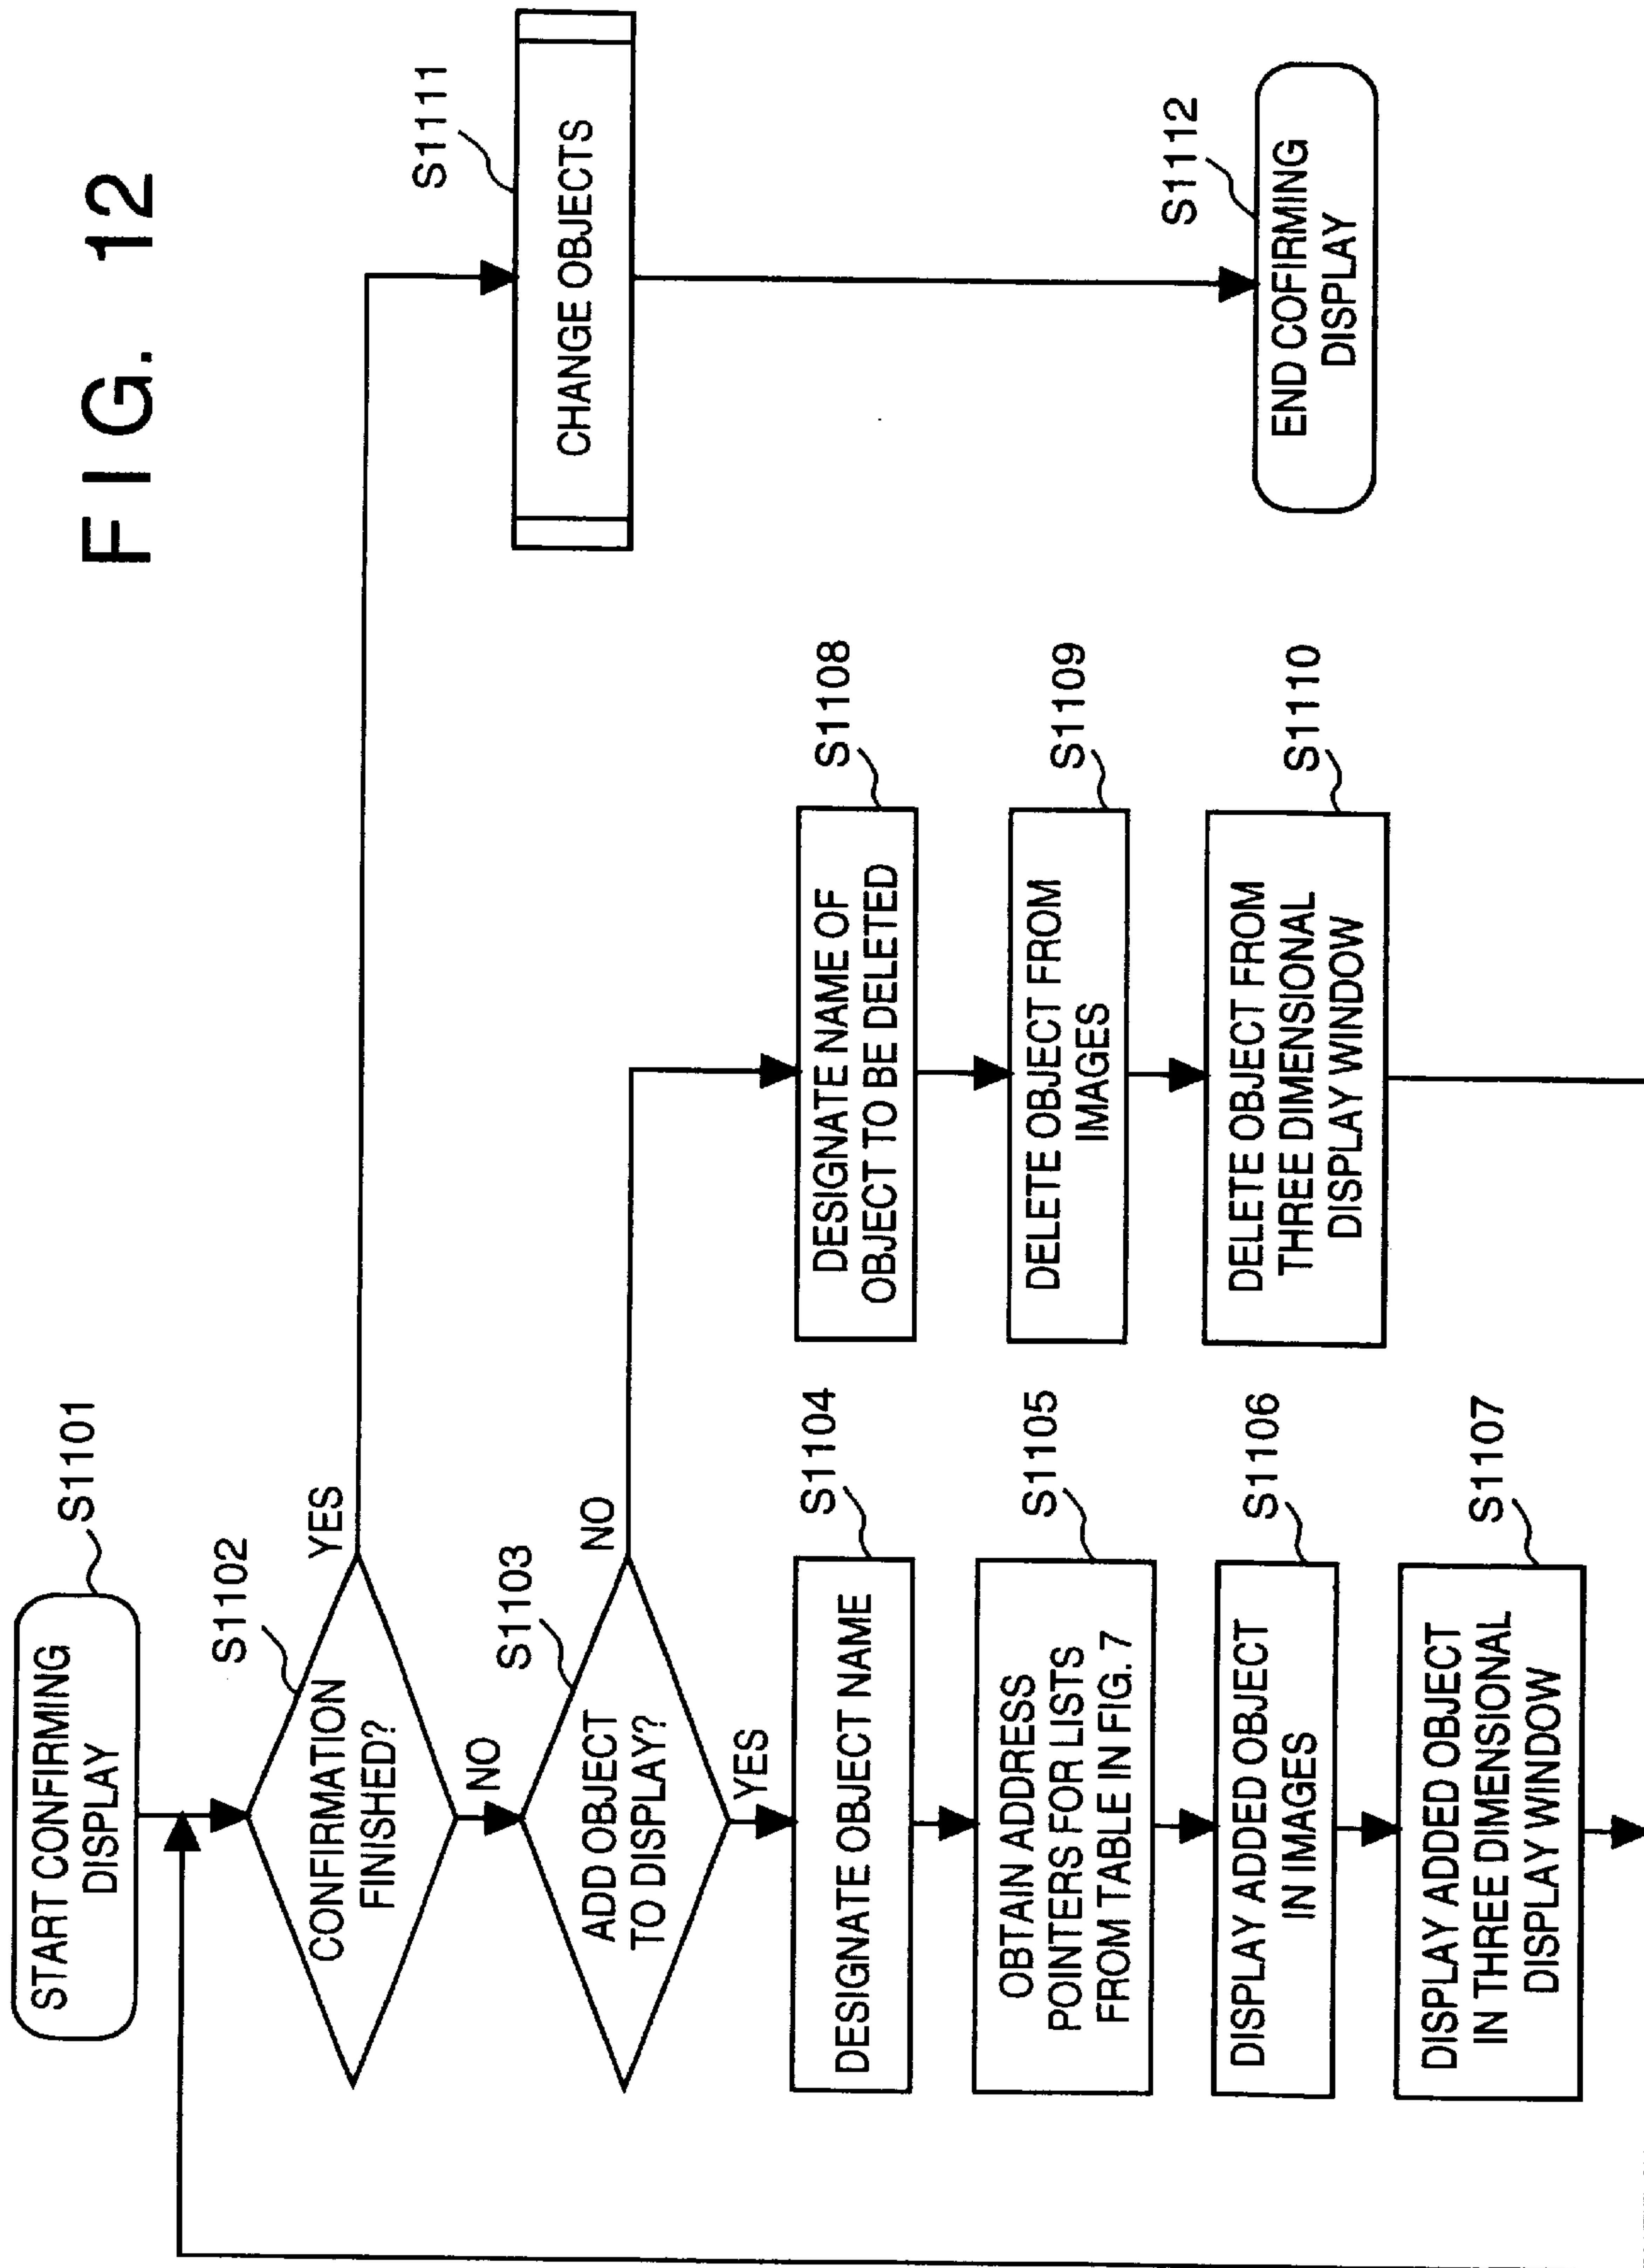 FIG. 12
START CONFIRMING
DISPLAY
S1101
CONFIRMATION
FINISHED?
S1102
YES
NO
ADD OBJECT
TO DISPLAY?
S1103
NO
YES
DESIGNATE OBJECT NAME
S1104
OBTAIN ADDRESS
POINTERS FOR LISTS
FROM TABLE IN FIG. 7
S1105
DISPLAY ADDED OBJECT
IN IMAGES
S1106
DISPLAY ADDED OBJECT
IN THREE DIMENSIONAL
DISPLAY WINDOW
S1107
DESIGNATE NAME OF
OBJECT TO BE DELETED
S1108
DELETE OBJECT FROM
IMAGES
S1109
DELETE OBJECT FROM
THREE DIMENSIONAL
DISPLAY WINDOW
S1110
CHANGE OBJECTS
S1111
END COFIRMING
DISPLAY
S1112